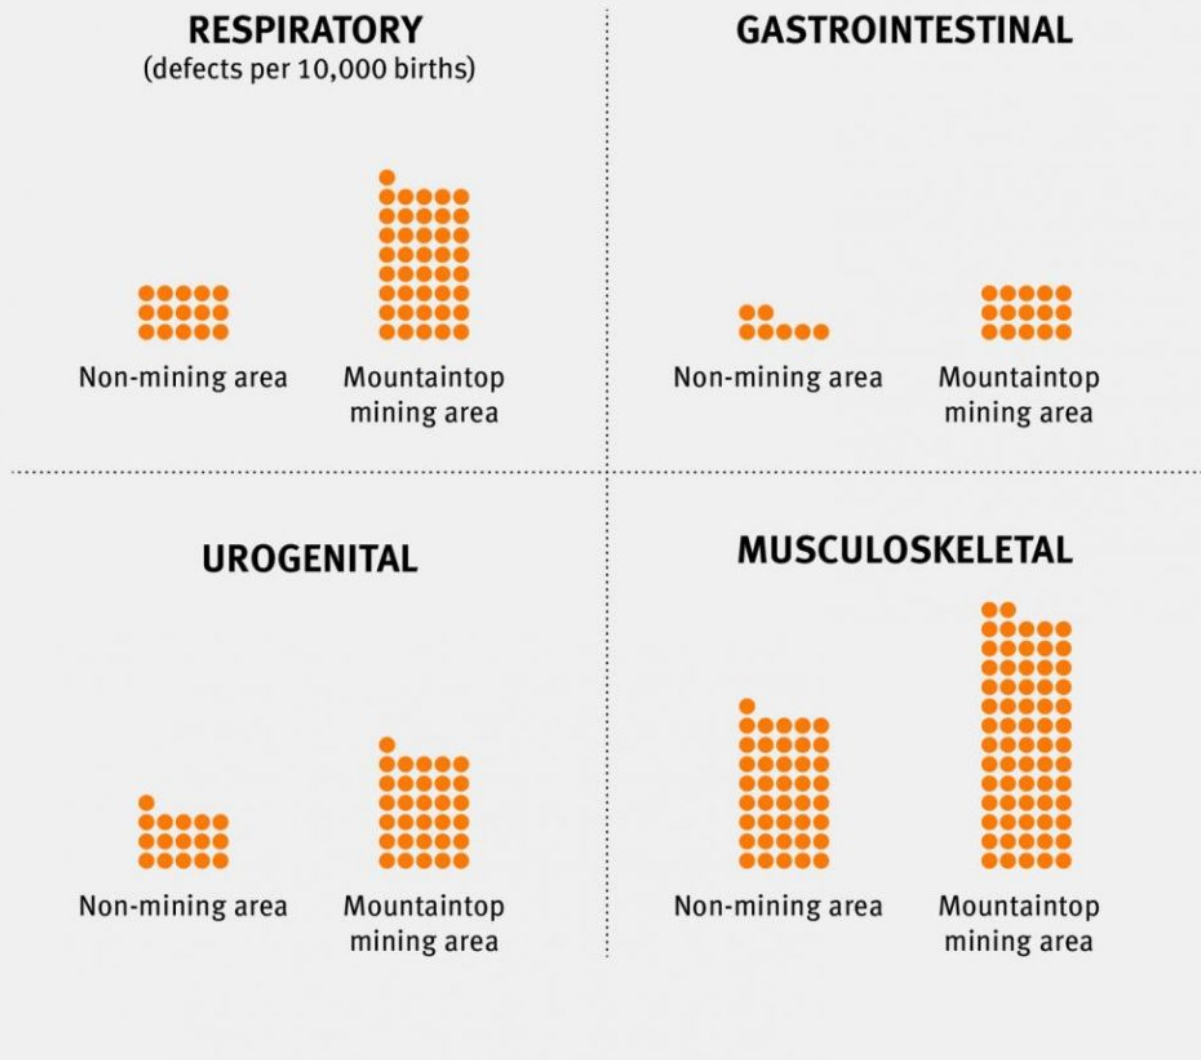 RESPIRATORY
(defects per 10,000 births)
Non-mining area
Mountaintop
mining area
GASTROINTESTINAL
Non-mining area
Mountaintop
mining area
UROGENITAL
Non-mining area
Mountaintop
mining area
MUSCULOSKELETAL
Non-mining area
Mountaintop
mining area